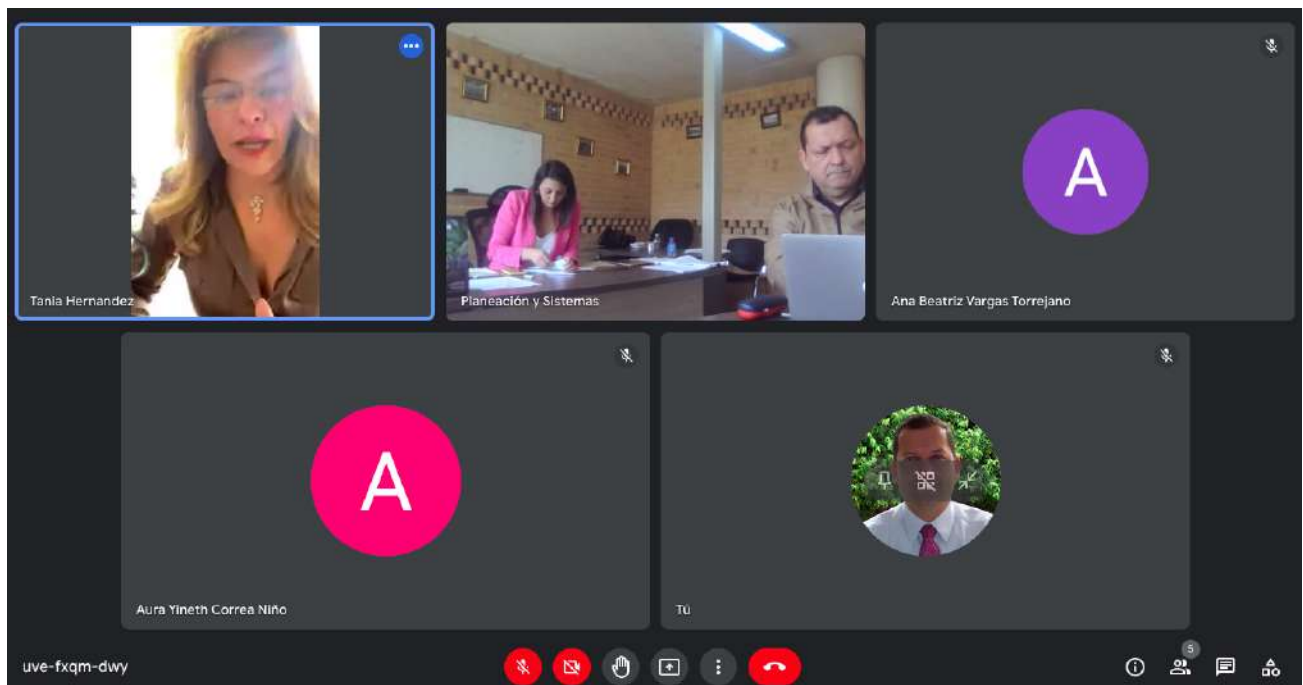 Tania Hernandez
Planeación y Sistemas
Ana Beatriz Vargas Torrejano
A
A
Aura Yineth Correa Niño
Tú
uve-fxqm-dwy
5